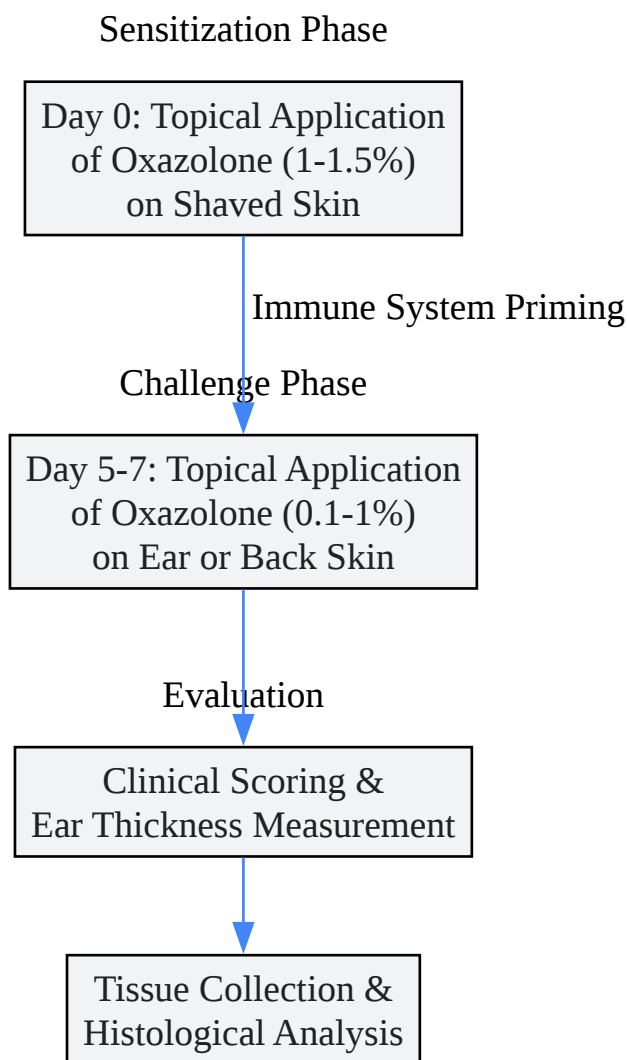 Sensitization Phase
Day 0: Topical Application
of Oxazolone (1-1.5%)
on Shaved Skin
Immune System Priming
Challenge Phase
Day 5-7: Topical Application
of Oxazolone (0.1-1%)
on Ear or Back Skin
Evaluation
Clinical Scoring &
Ear Thickness Measurement
Tissue Collection &
Histological Analysis